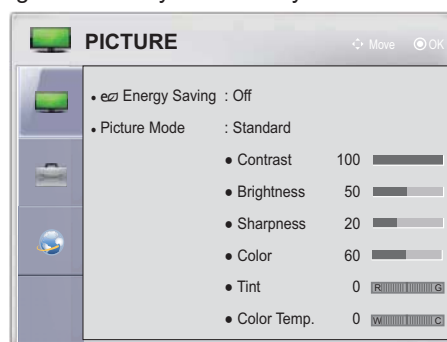 PICTURE Move OK
• Energy Saving : Off
• Picture Mode : Standard
● Contrast 100
● Brightness 50
● Sharpness 20
● Color 60
● Tint 0 R G
● Color Temp. 0 W C